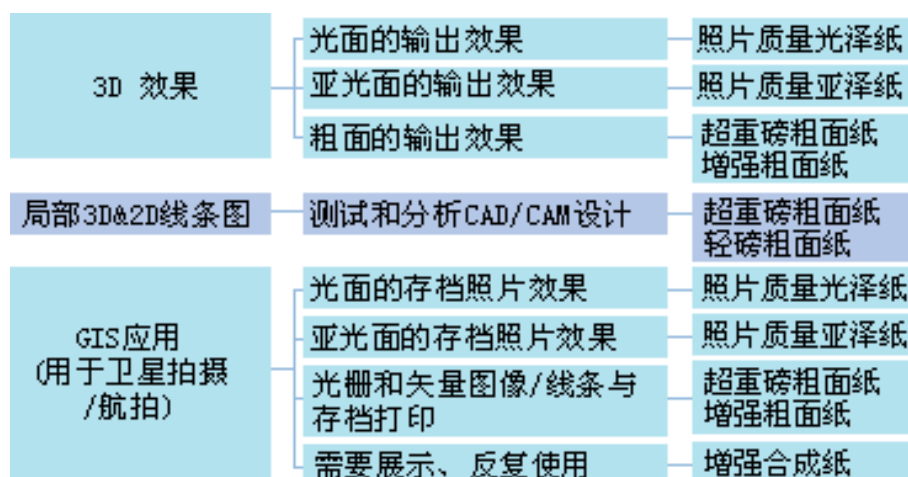 3D 效果
光面的输出效果
照片质量光泽纸
亚光面的输出效果
照片质量亚泽纸
粗面的输出效果
超重磅粗面纸
增强粗面纸
局部3D&2D线条图
测试和分析CAD/CAM设计
超重磅粗面纸
轻磅粗面纸
GIS应用
(用于卫星拍摄
/航拍)
光面的存档照片效果
照片质量光泽纸
亚光面的存档照片效果
照片质量亚泽纸
光栅和矢量图像/线条与
存档打印
超重磅粗面纸
增强粗面纸
需要展示、反复使用
增强合成纸